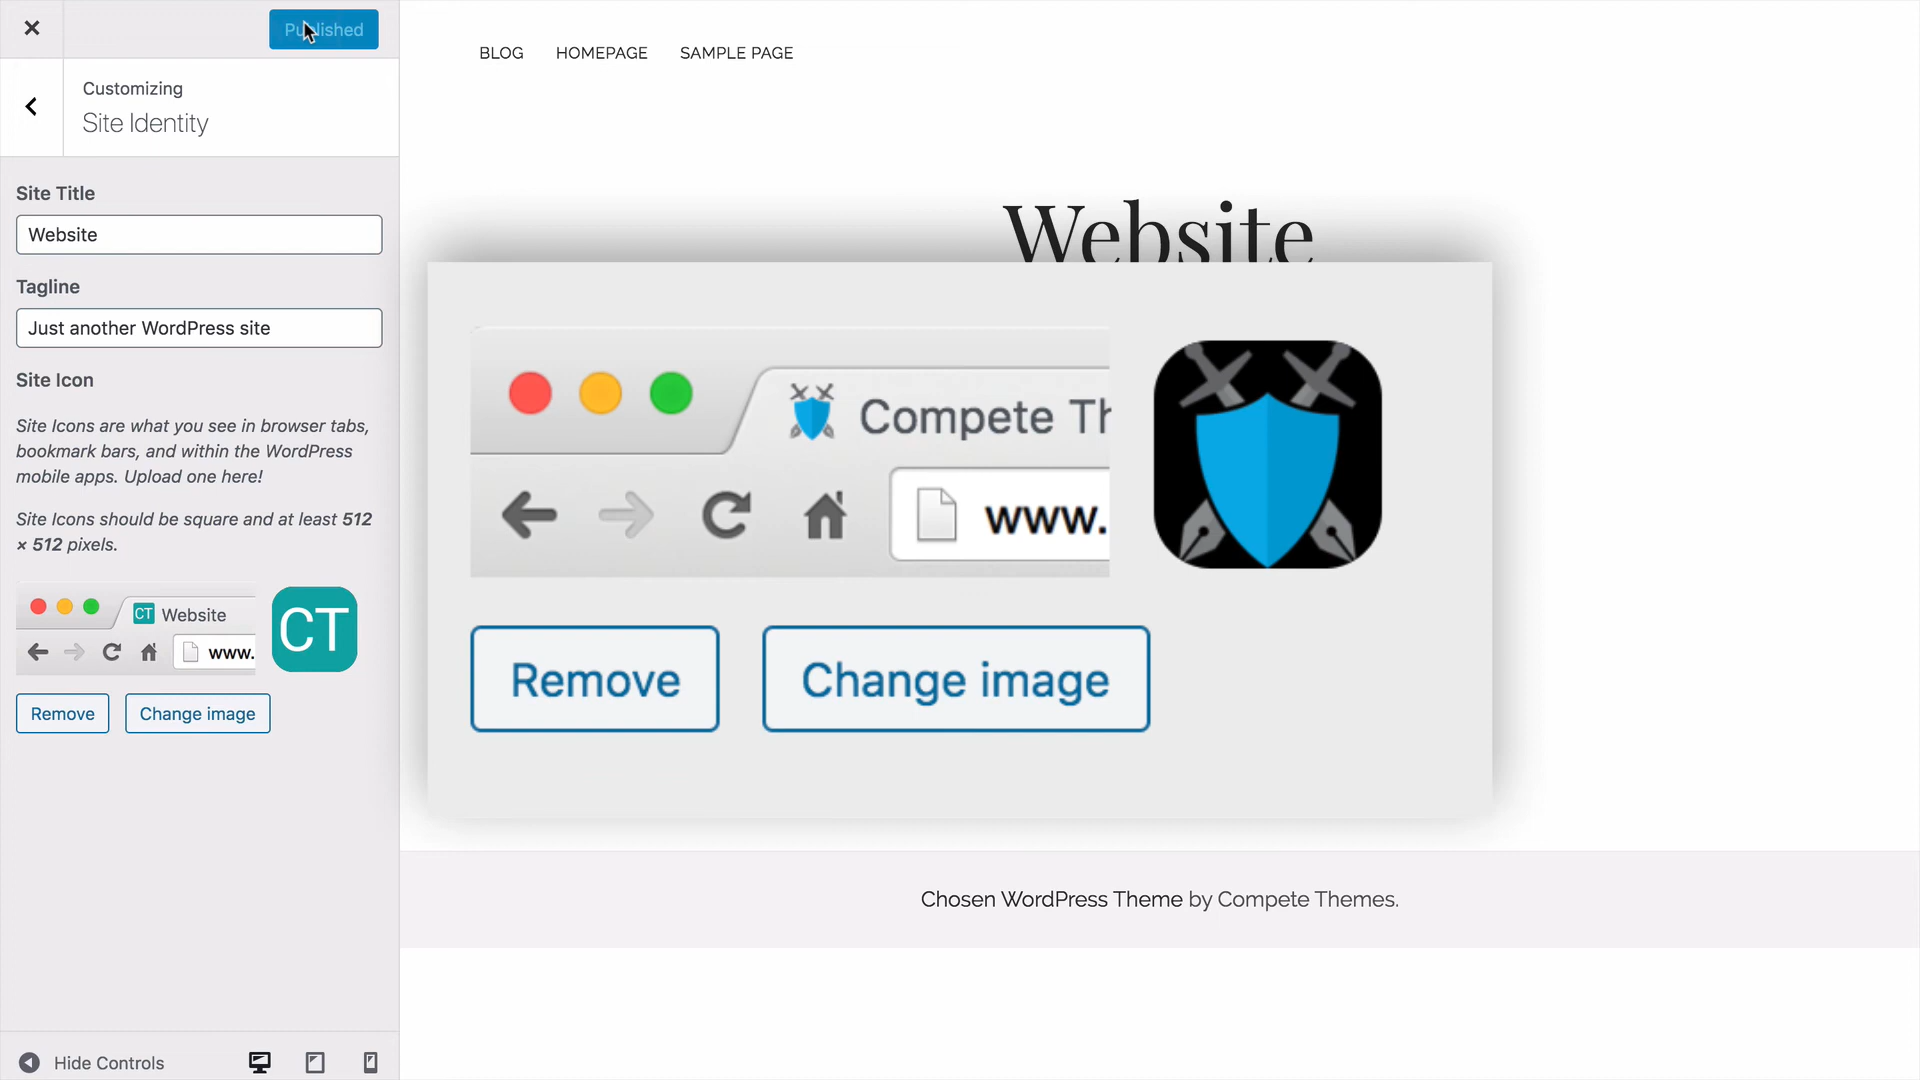 Published
Customizing
Site Identity
Site Title
Website
Tagline
Just another WordPress site
Site Icon
Site Icons are what you see in browser tabs,
bookmark bars, and within the WordPress
mobile apps. Upload one here!
Site Icons should be square and at least 512
× 512 pixels.
CT Website
www.
CT
Remove
Change image
Hide Controls
BLOG HOMEPAGE SAMPLE PAGE
Website
Compete Th
www.
Remove
Change image
Chosen WordPress Theme by Compete Themes.